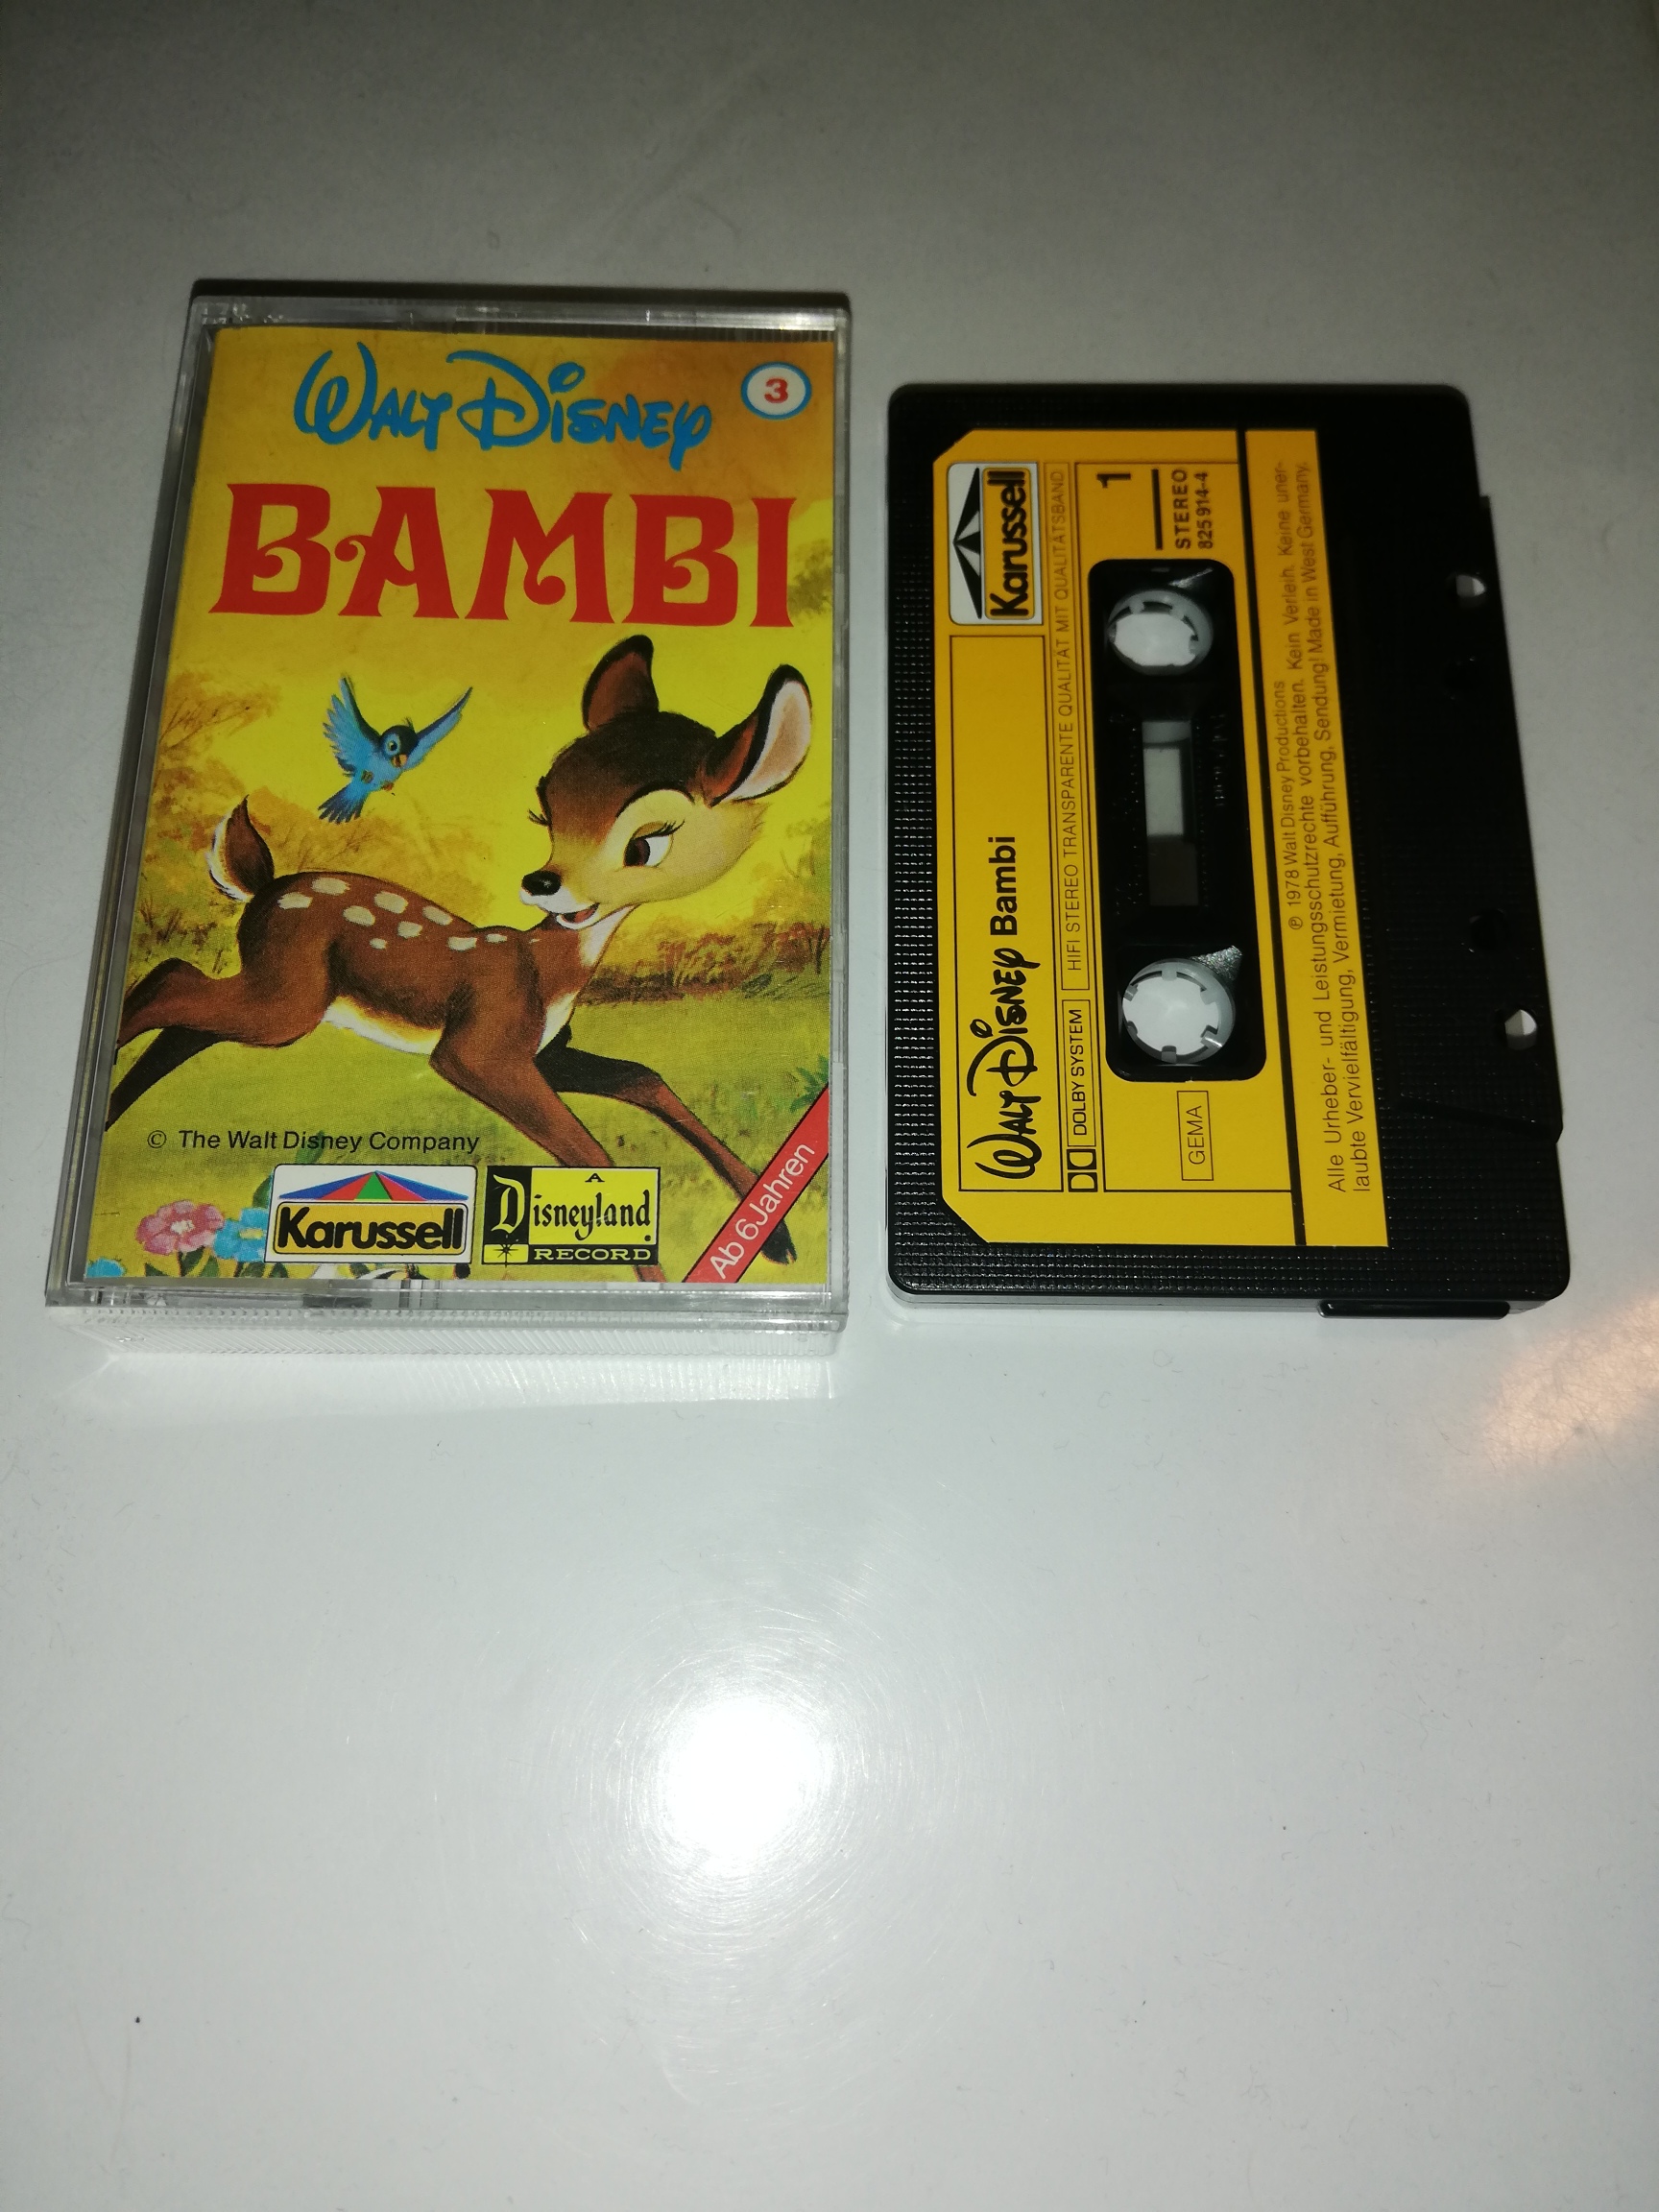 WALT DISNEY
3
BAMBI
© The Walt Disney Company
Karussell
A
Disneyland
RECORD
Ab 6 Jahren
Karussell
WALT DISNEY Bambi
DOLBY SYSTEM
HIFI STEREO TRANSPARENTE QUALITÄT MIT QUALITÄTSBAND
1
STEREO
825 914-4
GEMA
℗ 1978 Walt Disney Productions
Alle Urheber- und Leistungsschutzrechte vorbehalten. Kein Verleih. Keine uner-
laubte Vervielfältigung, Vermietung, Aufführung, Sendung! Made in West Germany.